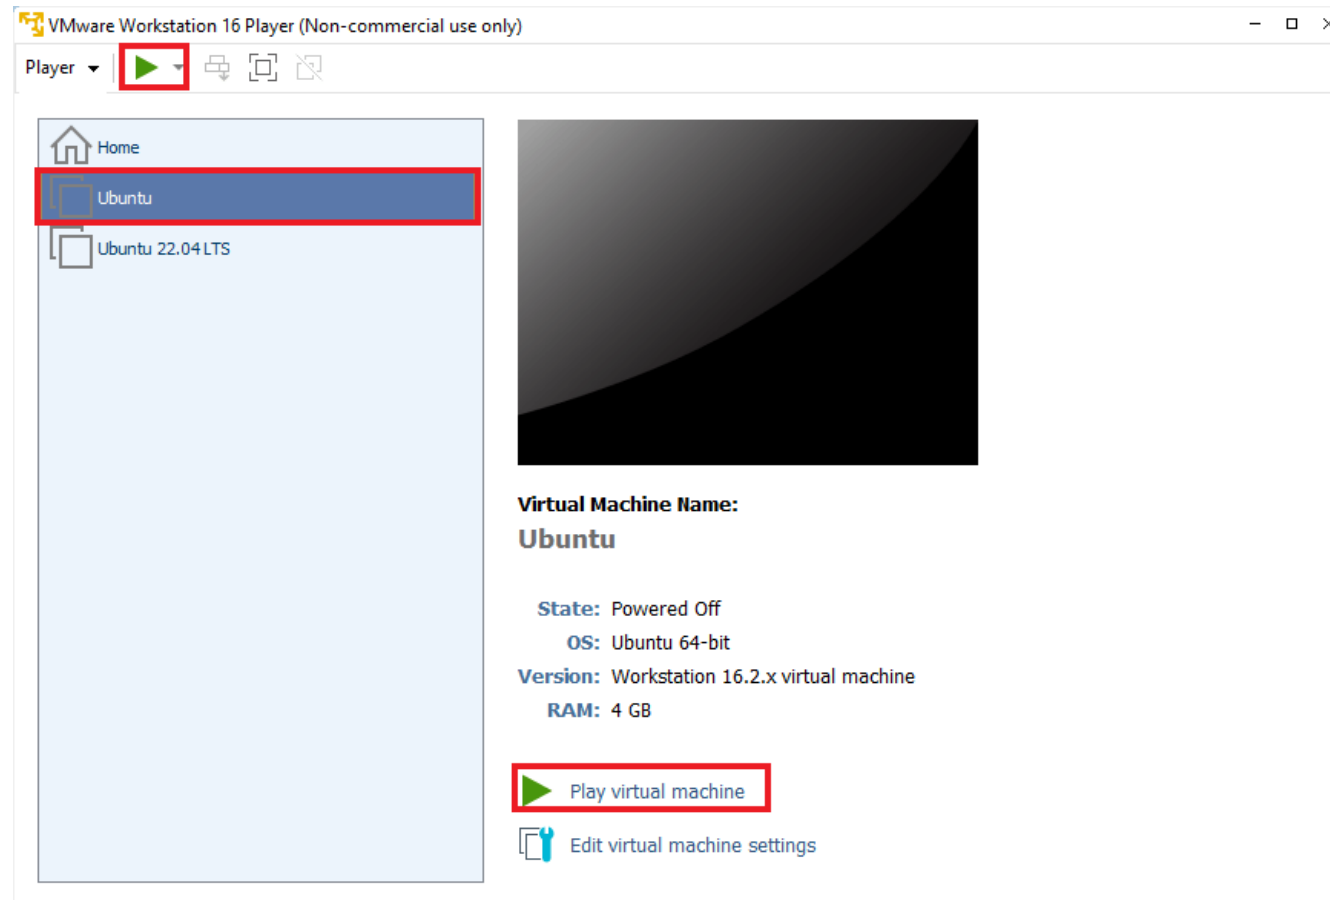 VMware Workstation 16 Player (Non-commercial use only)
Player
Home
Ubuntu
Ubuntu 22.04 LTS
Virtual Machine Name:
Ubuntu
State: Powered Off
OS: Ubuntu 64-bit
Version: Workstation 16.2.x virtual machine
RAM: 4 GB
Play virtual machine
Edit virtual machine settings